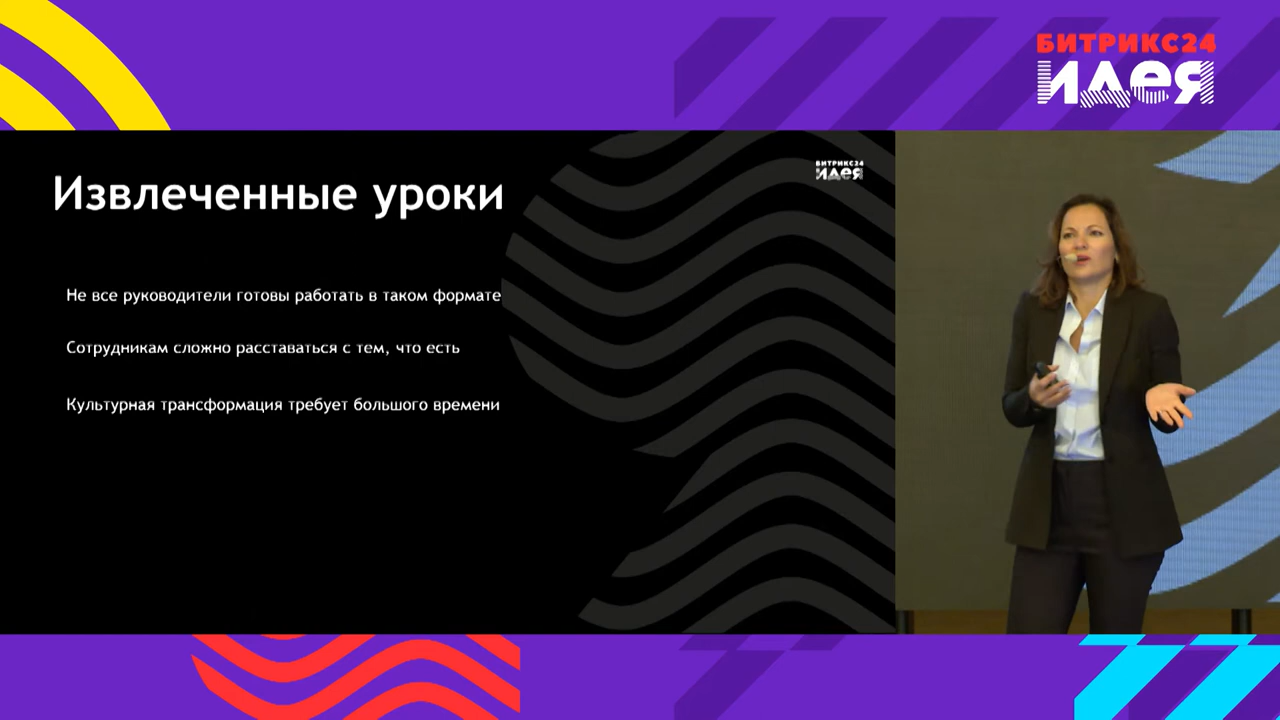 БИТРИКС24
идея
БИТРИКС24
идея
Извлеченные уроки
Не все руководители готовы работать в таком формате
Сотрудникам сложно расставаться с тем, что есть
Культурная трансформация требует большого времени